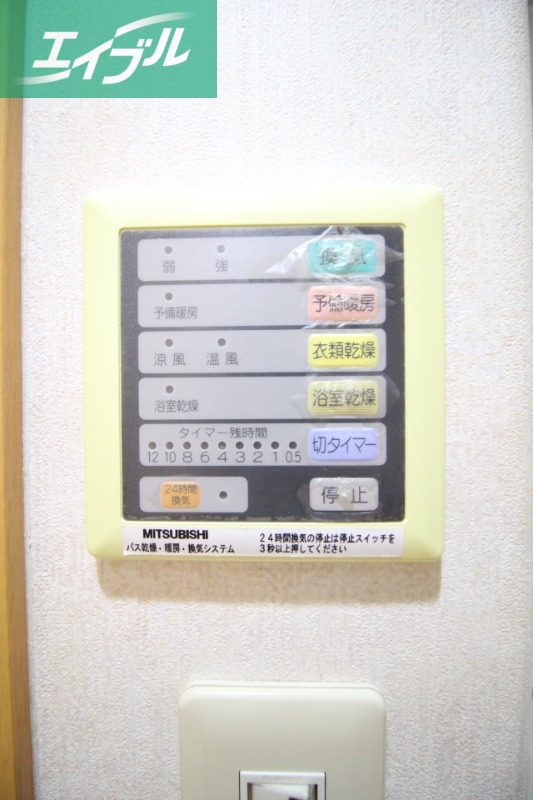 エイブル
弱 強 換気
予備暖房 予備暖房
涼風 温風 衣類乾燥
浴室乾燥 浴室乾燥
タイマー残時間
12 10 8 6 4 3 2 1 0.5 切タイマー
24時間
換気
停止
MITSUBISHI
バス乾燥・暖房・換気システム
24時間換気の停止は停止スイッチを
3秒以上押してください